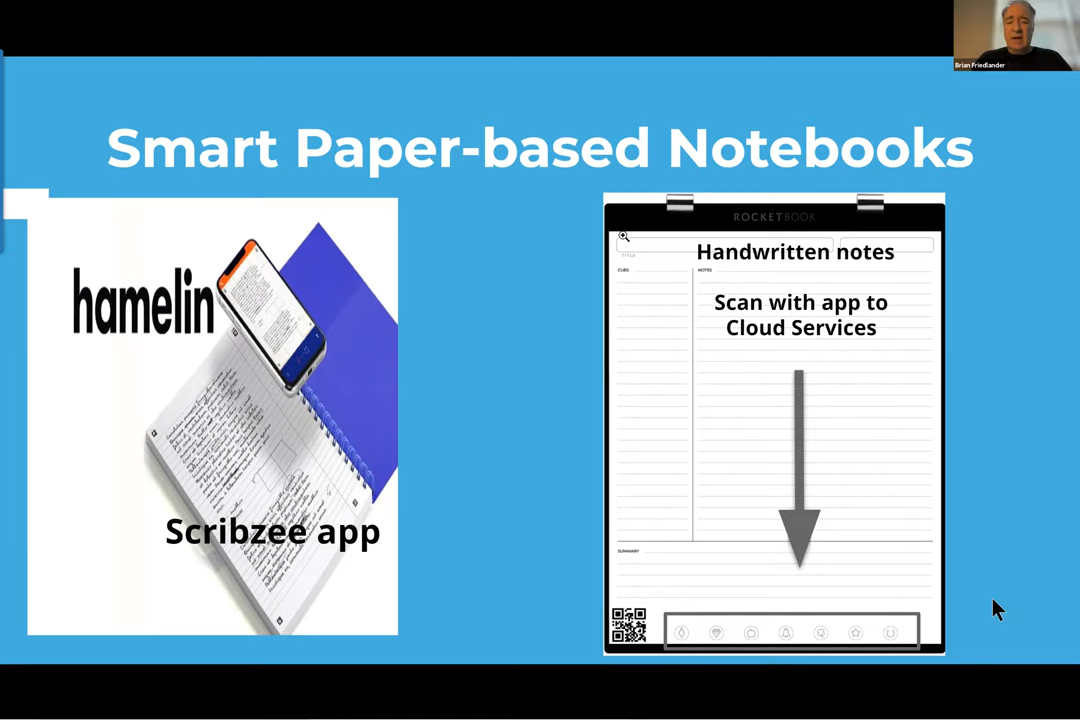 Brian Friedlander
Smart Paper-based Notebooks
hamelin
Scribzee app
ROCKETBOOK
Handwritten notes
TITLE
CUES
NOTES
Scan with app to
Cloud Services
SUMMARY